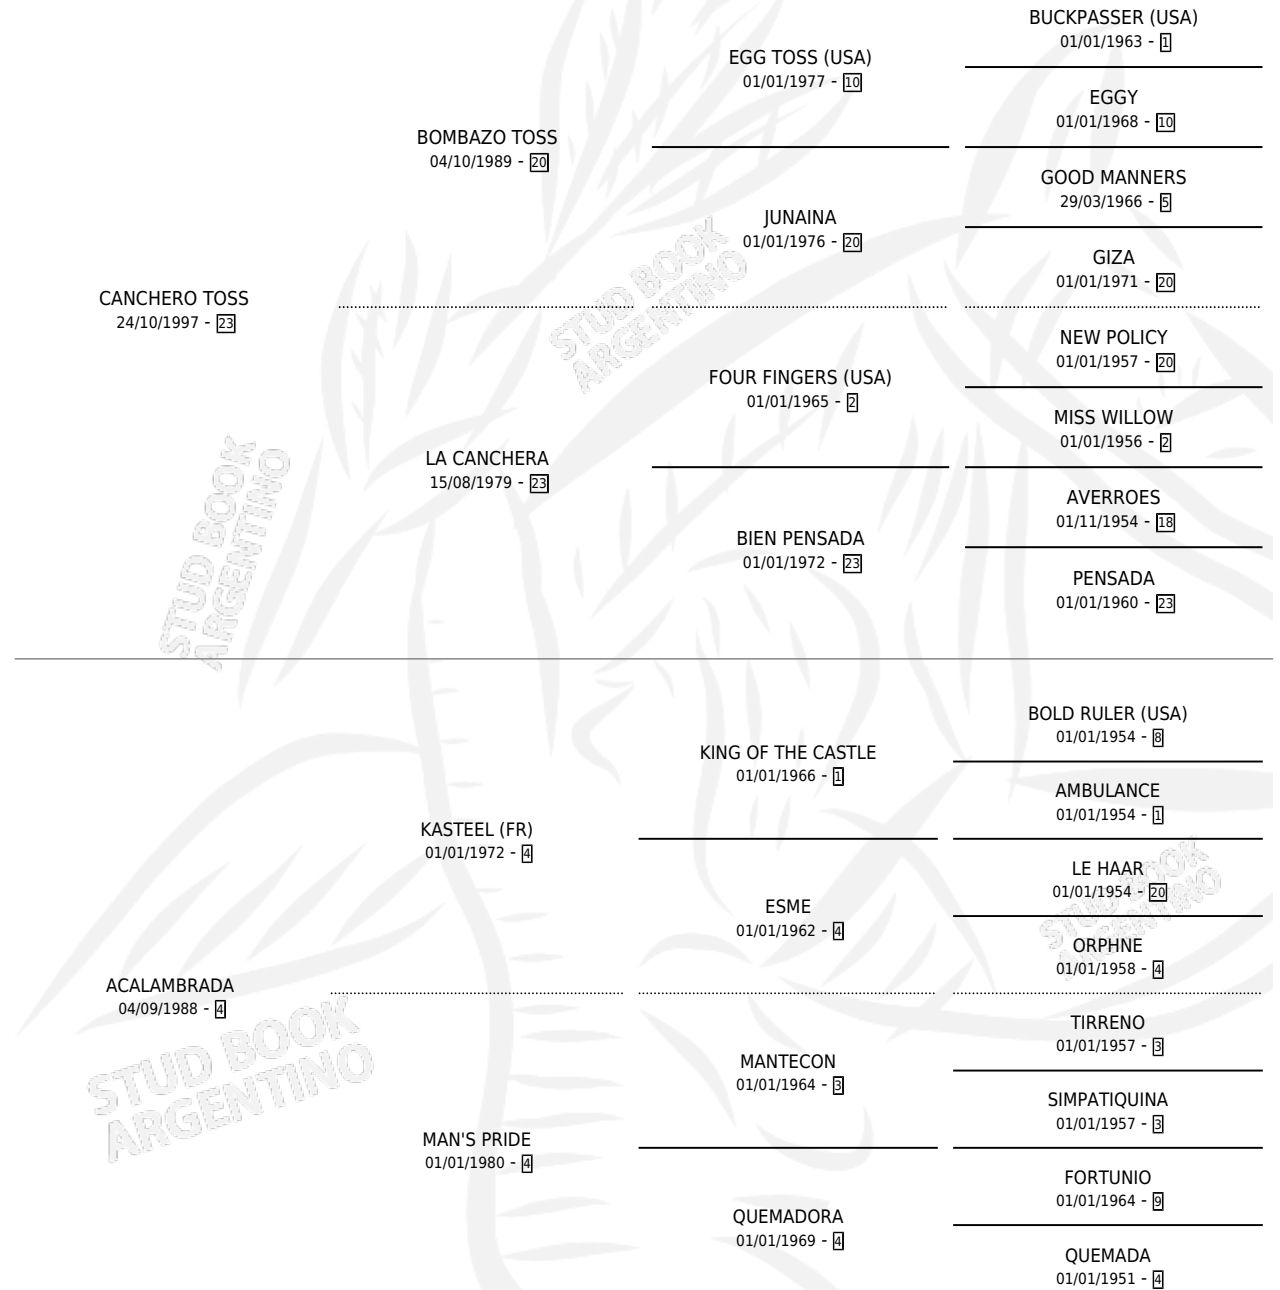 BUCKPASSER (USA)
01/01/1963 - 1
EGG TOSS (USA)
01/01/1977 - 10
EGGY
01/01/1968 - 10
BOMBAZO TOSS
04/10/1989 - 20
GOOD MANNERS
29/03/1966 - 5
JUNAINA
01/01/1976 - 20
GIZA
01/01/1971 - 20
CANCHERO TOSS
24/10/1997 - 23
NEW POLICY
01/01/1957 - 20
FOUR FINGERS (USA)
01/01/1965 - 2
MISS WILLOW
01/01/1956 - 2
LA CANCHERA
15/08/1979 - 23
AVERROES
01/11/1954 - 18
BIEN PENSADA
01/01/1972 - 23
PENSADA
01/01/1960 - 23
BOLD RULER (USA)
01/01/1954 - 8
KING OF THE CASTLE
01/01/1966 - 1
AMBULANCE
01/01/1954 - 1
KASTEEL (FR)
01/01/1972 - 4
LE HAAR
01/01/1954 - 20
ESME
01/01/1962 - 4
ORPHNE
01/01/1958 - 4
ACALAMBRADA
04/09/1988 - 4
TIRRENO
01/01/1957 - 3
MANTECON
01/01/1964 - 3
SIMPATIQUINA
01/01/1957 - 3
MAN'S PRIDE
01/01/1980 - 4
FORTUNIO
01/01/1964 - 9
QUEMADORA
01/01/1969 - 4
QUEMADA
01/01/1951 - 4
STUD BOOK
ARGENTINO
STUD BOOK
ARGENTINO
STUD BOOK
ARGENTINO
STUD BOOK
ARGENTINO